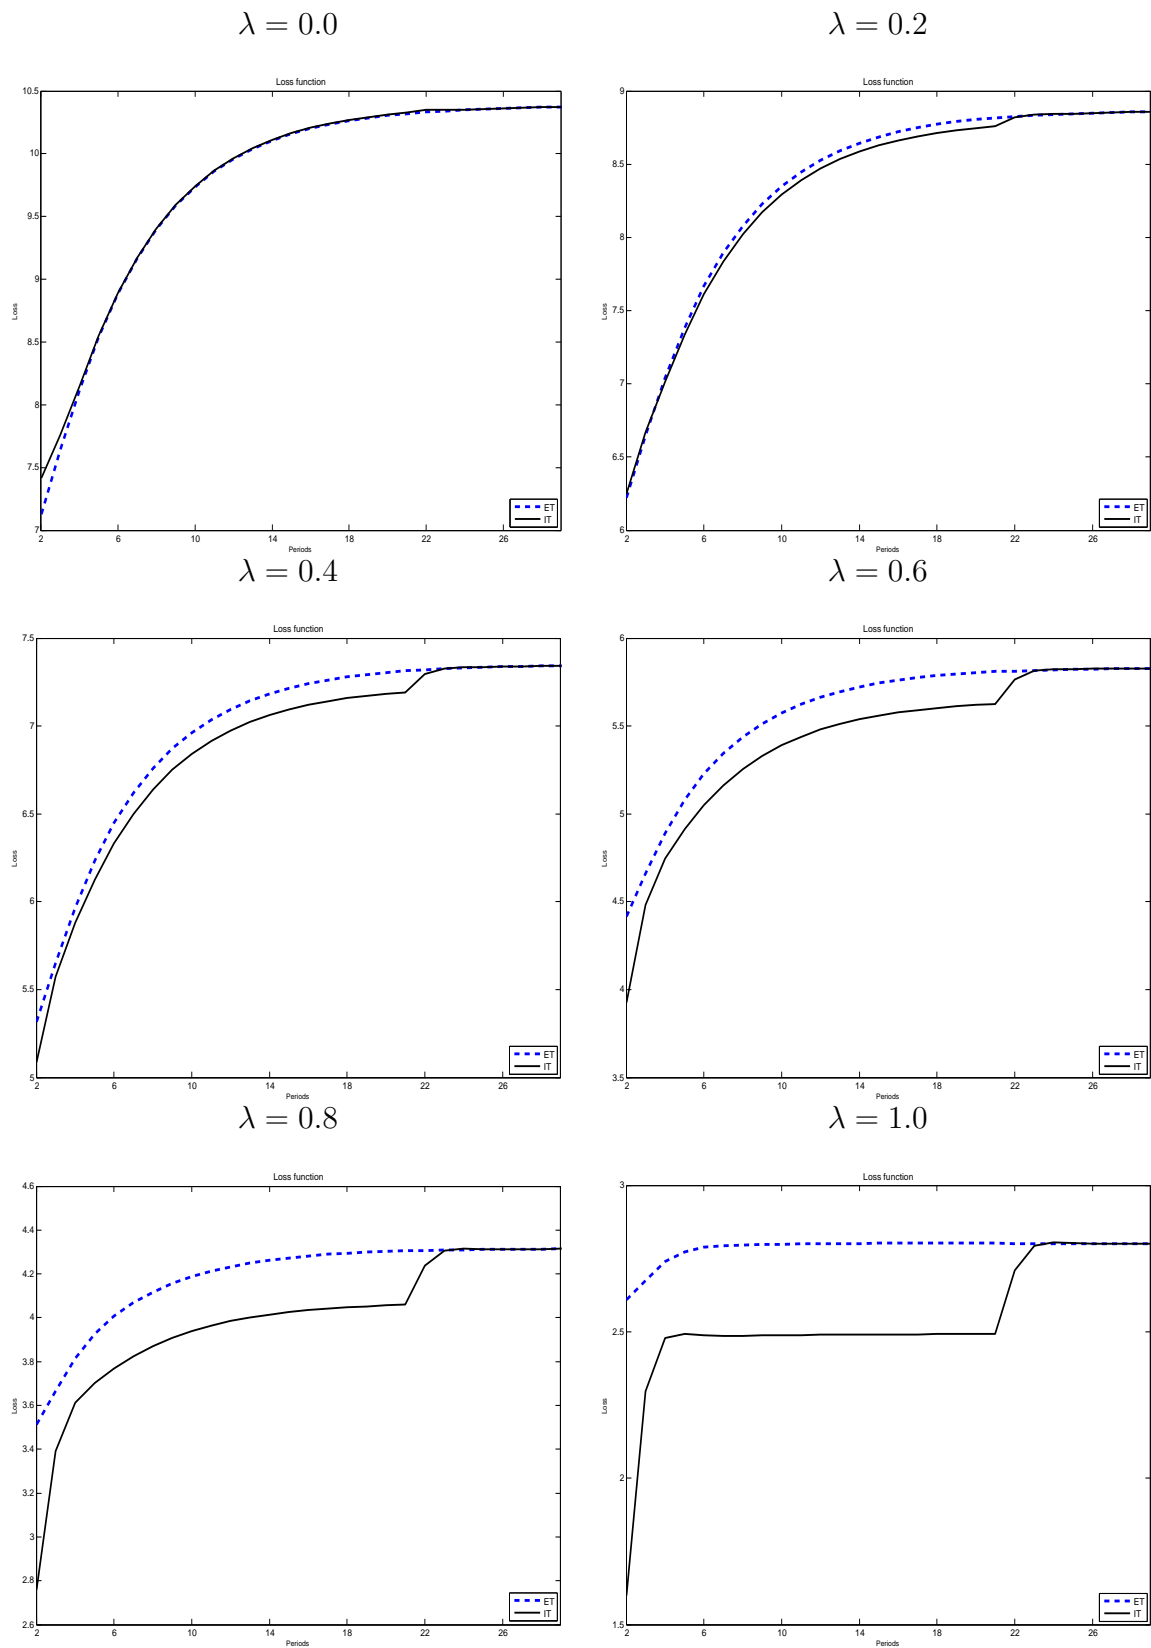 λ = 0.0
Loss function
10.5
10
9.5
9
8.5
8
7.5
7
Loss
2 6 10 14 18 22 26
Periods
ET
IT
λ = 0.2
Loss function
9
8.5
8
7.5
7
6.5
6
Loss
2 6 10 14 18 22 26
Periods
ET
IT
λ = 0.4
Loss function
7.5
7
6.5
6
5.5
5
Loss
2 6 10 14 18 22 26
Periods
ET
IT
λ = 0.6
Loss function
6
5.5
5
4.5
4
3.5
Loss
2 6 10 14 18 22 26
Periods
ET
IT
λ = 0.8
Loss function
4.6
4.4
4.2
4
3.8
3.6
3.4
3.2
3
2.8
2.6
Loss
2 6 10 14 18 22 26
Periods
ET
IT
λ = 1.0
Loss function
3
2.5
2
1.5
Loss
2 6 10 14 18 22 26
Periods
ET
IT